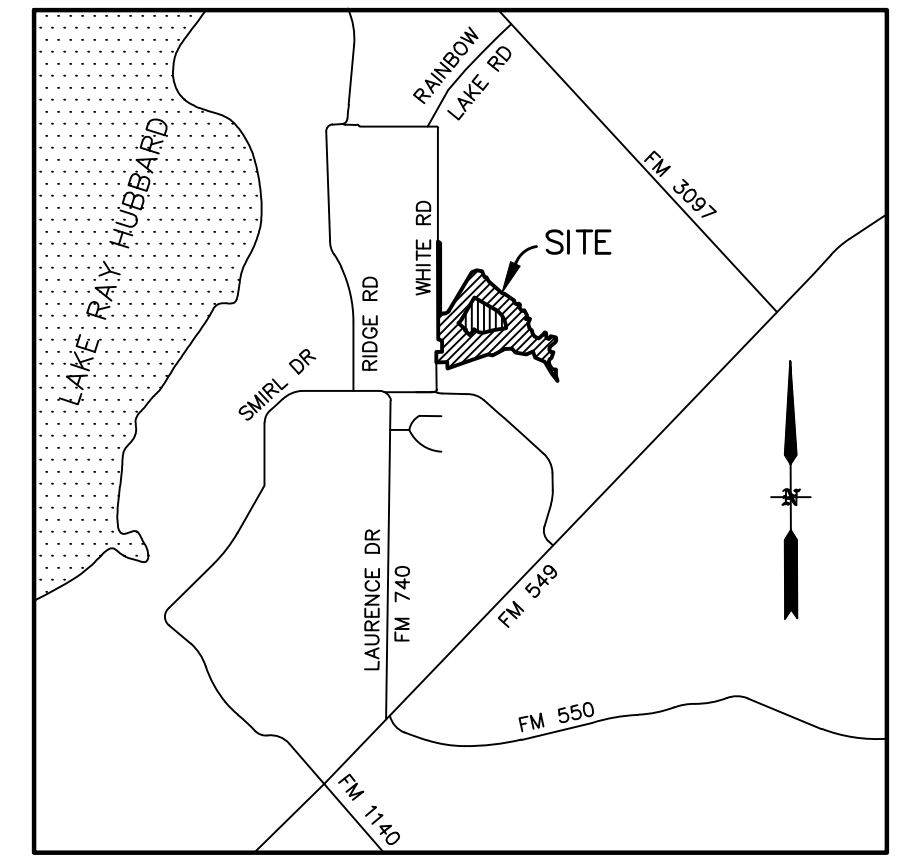 RAINBOW
LAKE RD
LAKE RAY HUBBARD
FM 3097
WHITE RD
SITE
RIDGE RD
SMIRL DR
N
LAURENCE DR
FM 740
FM 549
FM 550
FM 1140